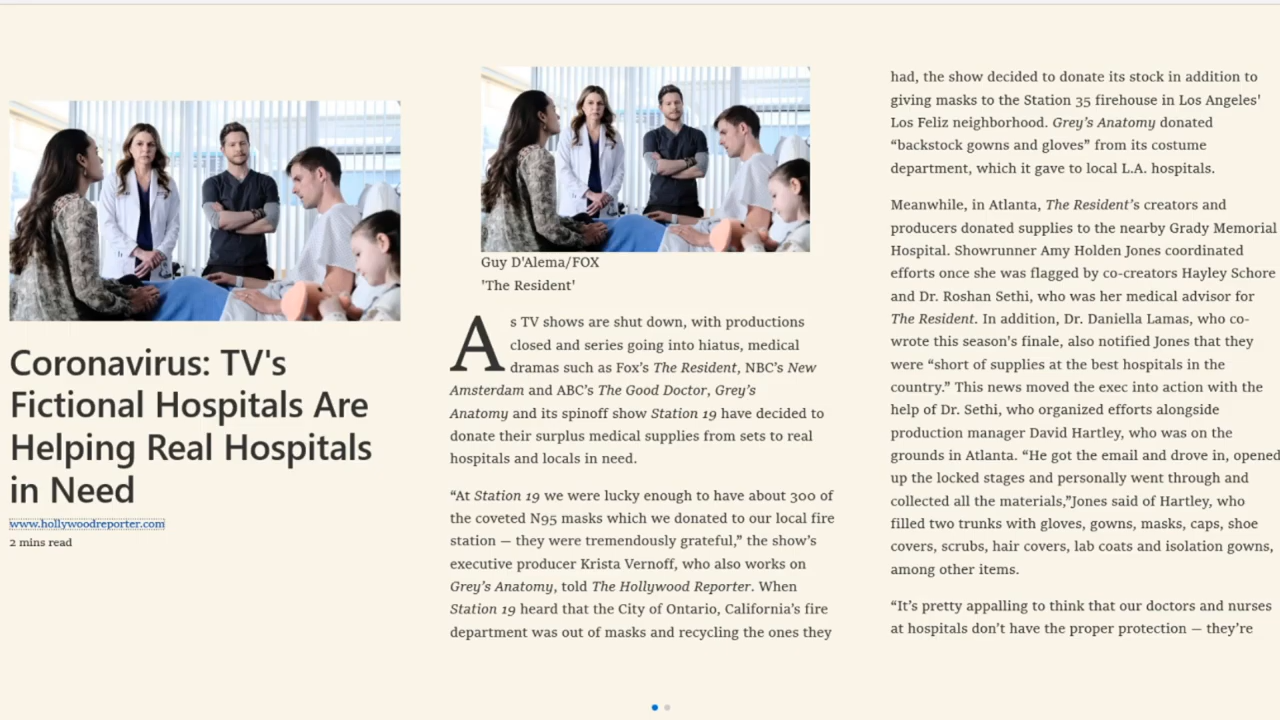 Coronavirus: TV's
Fictional Hospitals Are
Helping Real Hospitals
in Need
www.hollywoodreporter.com
2 mins read
Guy D'Alema/FOX
'The Resident'
As TV shows are shut down, with productions
closed and series going into hiatus, medical
dramas such as Fox’s The Resident, NBC’s New
Amsterdam and ABC’s The Good Doctor, Grey’s
Anatomy and its spinoff show Station 19 have decided to
donate their surplus medical supplies from sets to real
hospitals and locals in need.
“At Station 19 we were lucky enough to have about 300 of
the coveted N95 masks which we donated to our local fire
station — they were tremendously grateful,” the show’s
executive producer Krista Vernoff, who also works on
Grey’s Anatomy, told The Hollywood Reporter. When
Station 19 heard that the City of Ontario, California’s fire
department was out of masks and recycling the ones they
had, the show decided to donate its stock in addition to
giving masks to the Station 35 firehouse in Los Angeles'
Los Feliz neighborhood. Grey’s Anatomy donated
“backstock gowns and gloves” from its costume
department, which it gave to local L.A. hospitals.
Meanwhile, in Atlanta, The Resident’s creators and
producers donated supplies to the nearby Grady Memorial
Hospital. Showrunner Amy Holden Jones coordinated
efforts once she was flagged by co-creators Hayley Schore
and Dr. Roshan Sethi, who was her medical advisor for
The Resident. In addition, Dr. Daniella Lamas, who co-
wrote this season’s finale, also notified Jones that they
were “short of supplies at the best hospitals in the
country.” This news moved the exec into action with the
help of Dr. Sethi, who organized efforts alongside
production manager David Hartley, who was on the
grounds in Atlanta. “He got the email and drove in, opened
up the locked stages and personally went through and
collected all the materials,”Jones said of Hartley, who
filled two trunks with gloves, gowns, masks, caps, shoe
covers, scrubs, hair covers, lab coats and isolation gowns,
among other items.
“It’s pretty appalling to think that our doctors and nurses
at hospitals don’t have the proper protection — they’re